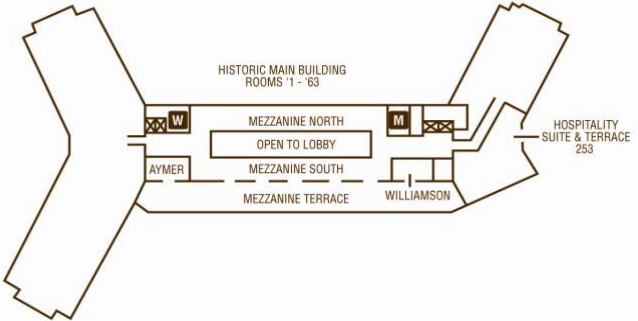 HISTORIC MAIN BUILDING
ROOMS '1 - '63
W
MEZZANINE NORTH
M
OPEN TO LOBBY
HOSPITALITY
SUITE & TERRACE
253
AYMER
MEZZANINE SOUTH
MEZZANINE TERRACE
WILLIAMSON